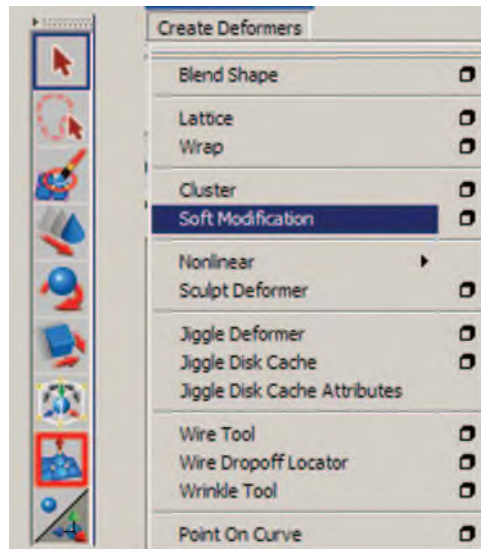 Create Deformers
Blend Shape
Lattice
Wrap
Cluster
Soft Modification
Nonlinear
Sculpt Deformer
Jiggle Deformer
Jiggle Disk Cache
Jiggle Disk Cache Attributes
Wire Tool
Wire Dropoff Locator
Wrinkle Tool
Point On Curve